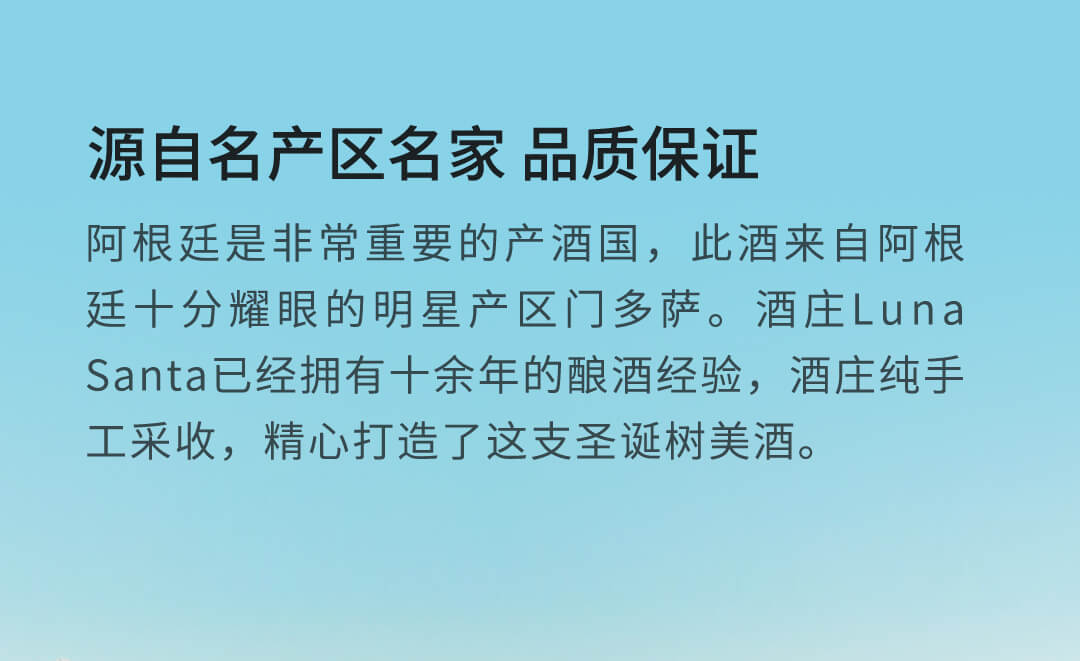 源自名产区名家 品质保证
阿根廷是非常重要的产酒国，此酒来自阿根
廷十分耀眼的明星产区门多萨。酒庄Luna
Santa已经拥有十余年的酿酒经验，酒庄纯手
工采收，精心打造了这支圣诞树美酒。